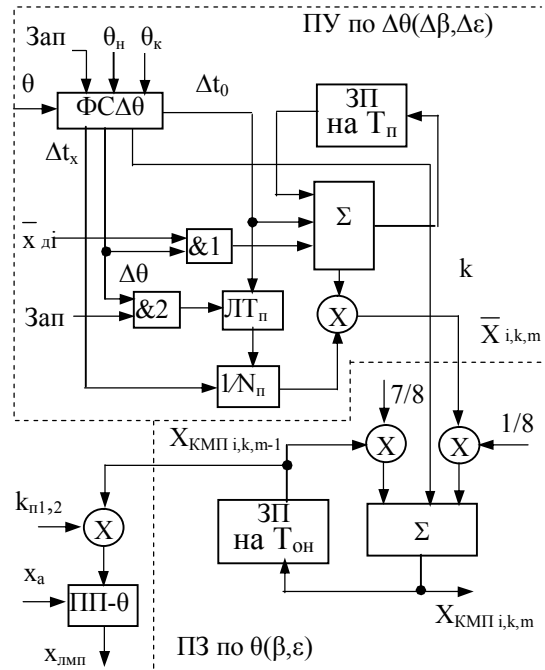 ПУ по Δθ(Δβ,Δε)
Зап
θн
θк
θ
ФСΔθ
Δt0
ЗП
на Тп
Δtx
Σ
x̅ дi
&1
k
Δθ
&2
ЛТп
Зап
X
X̅ i,k,m
1/Nп
7/8
XКМП i,k,m-1
X
X
1/8
kп1,2
X
ЗП
на Тон
Σ
xа
ПП-θ
XКМП i,k,m
xлмп
ПЗ по θ(β,ε)